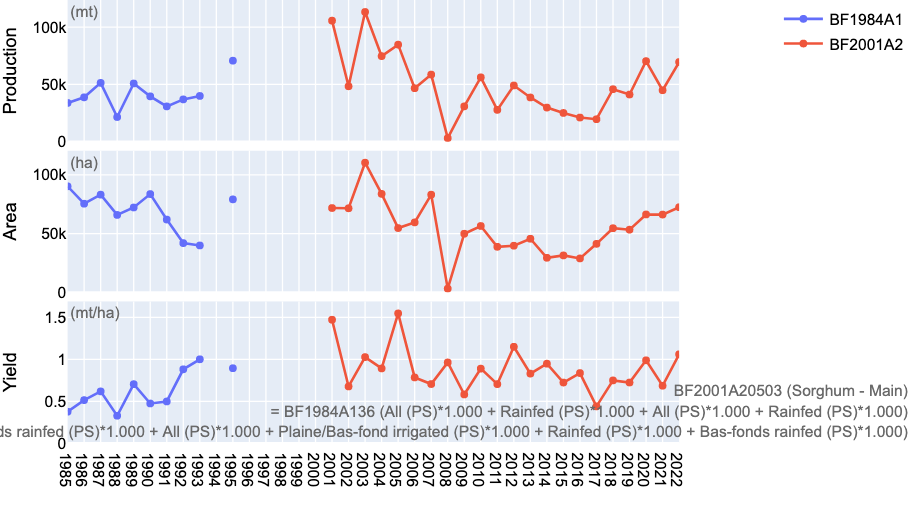 (mt)
BF1984A1
BF2001A2
Production
100k
50k
0
(ha)
Area
100k
50k
0
(mt/ha)
Yield
1.5
1
0.5
0
BF2001A20503 (Sorghum - Main)
= BF1984A136 (All (PS)*1.000 + Rainfed (PS)*1.000 + All (PS)*1.000 + Rainfed (PS)*1.000)
ds rainfed (PS)*1.000 + All (PS)*1.000 + Plaine/Bas-fond irrigated (PS)*1.000 + Rainfed (PS)*1.000 + Bas-fonds rainfed (PS)*1.000)
1985 1986 1987 1988 1989 1990 1991 1992 1993 1994 1995 1996 1997 1998 1999 2000 2001 2002 2003 2004 2005 2006 2007 2008 2009 2010 2011 2012 2013 2014 2015 2016 2017 2018 2019 2020 2021 2022